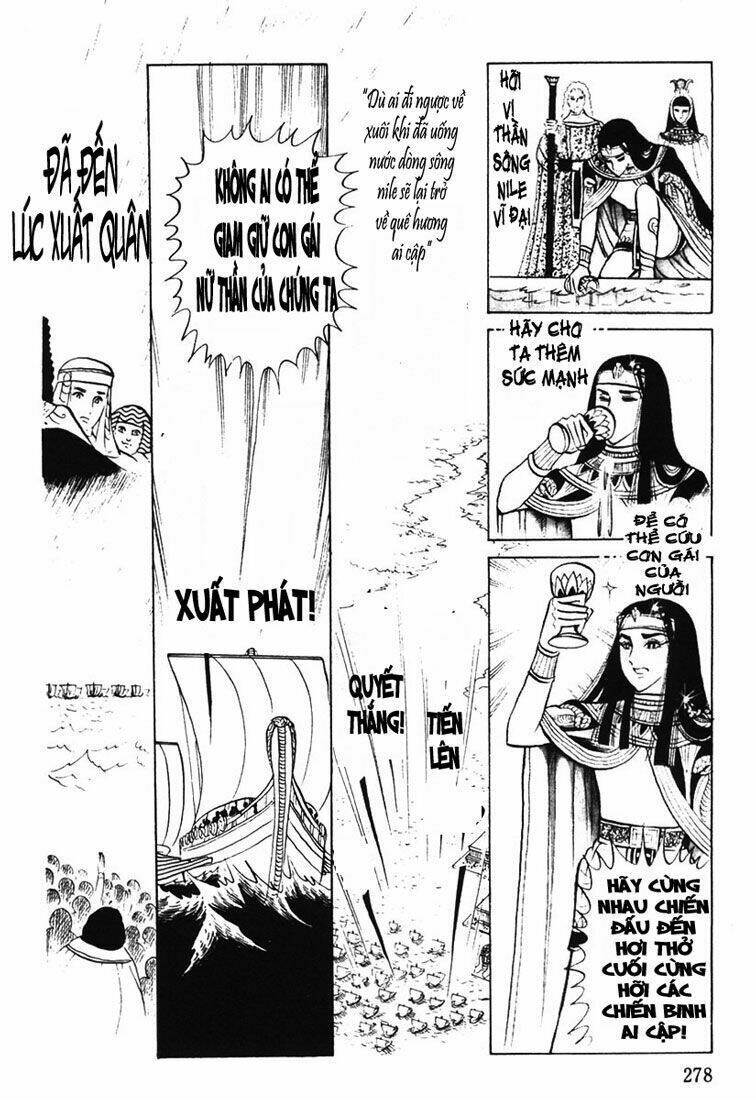 HỠI
VỊ
THẦN
SÔNG
NILE
VĨ ĐẠI
HÃY CHO
TA THÊM
SỨC MẠNH
ĐỂ CÓ
THỂ CỨU
CON GÁI
CỦA
NGƯỜI
HÃY CÙNG
NHAU CHIẾN
ĐẤU ĐẾN
HƠI THỞ
CUỐI CÙNG
HỠI CÁC
CHIẾN BINH
AI CẬP!
"Dù ai đi ngược về
xuôi khi đã uống
nước dòng sông
nile sẽ lại trở
về quê hương
ai cập"
TIẾN
LÊN
QUYẾT
THẮNG!
KHÔNG AI CÓ THỂ
GIAM GIỮ CON GÁI
NỮ THẦN CỦA CHÚNG TA
XUẤT PHÁT!
ĐÃ ĐẾN
LÚC XUẤT QUÂN
278